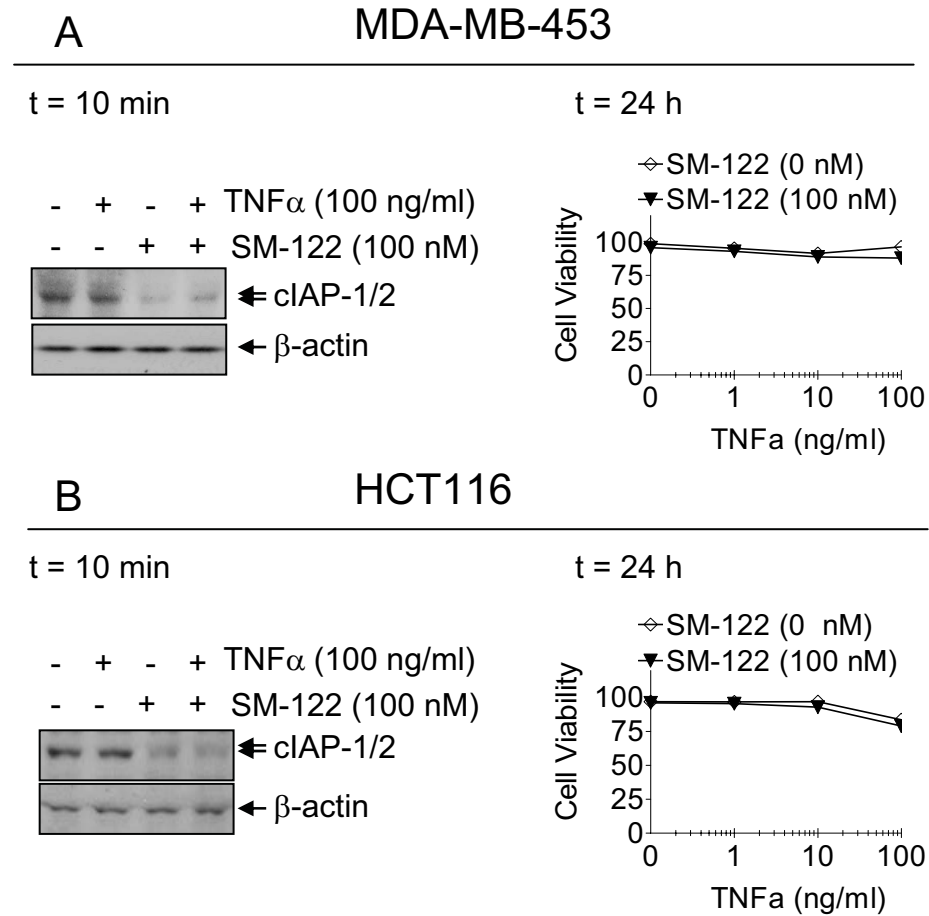 A
MDA-MB-453
t = 10 min
- + - + TNFα (100 ng/ml)
- - + + SM-122 (100 nM)
cIAP-1/2
β-actin
t = 24 h
SM-122 (0 nM)
SM-122 (100 nM)
Cell Viability
100
75
50
25
0
0 1 10 100
TNFa (ng/ml)
B
HCT116
t = 10 min
- + - + TNFα (100 ng/ml)
- - + + SM-122 (100 nM)
cIAP-1/2
β-actin
t = 24 h
SM-122 (0 nM)
SM-122 (100 nM)
Cell Viability
100
75
50
25
0
0 1 10 100
TNFa (ng/ml)